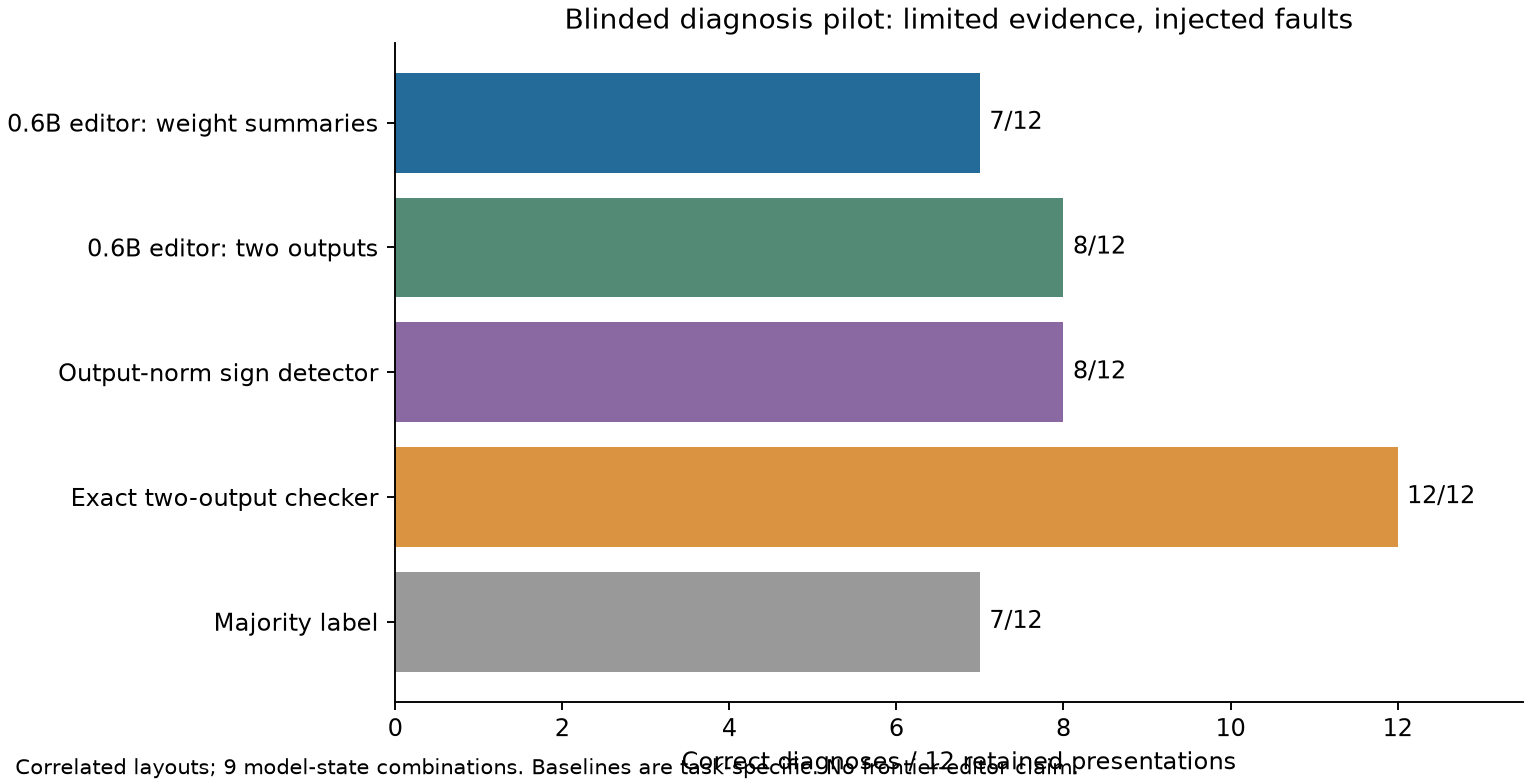 Blinded diagnosis pilot: limited evidence, injected faults
0.6B editor: weight summaries
7/12
0.6B editor: two outputs
8/12
Output-norm sign detector
8/12
Exact two-output checker
12/12
Majority label
7/12
0 2 4 6 8 10 12
Correct diagnoses / 12 retained presentations
Correlated layouts; 9 model-state combinations. Baselines are task-specific. No frontier-editor claim.